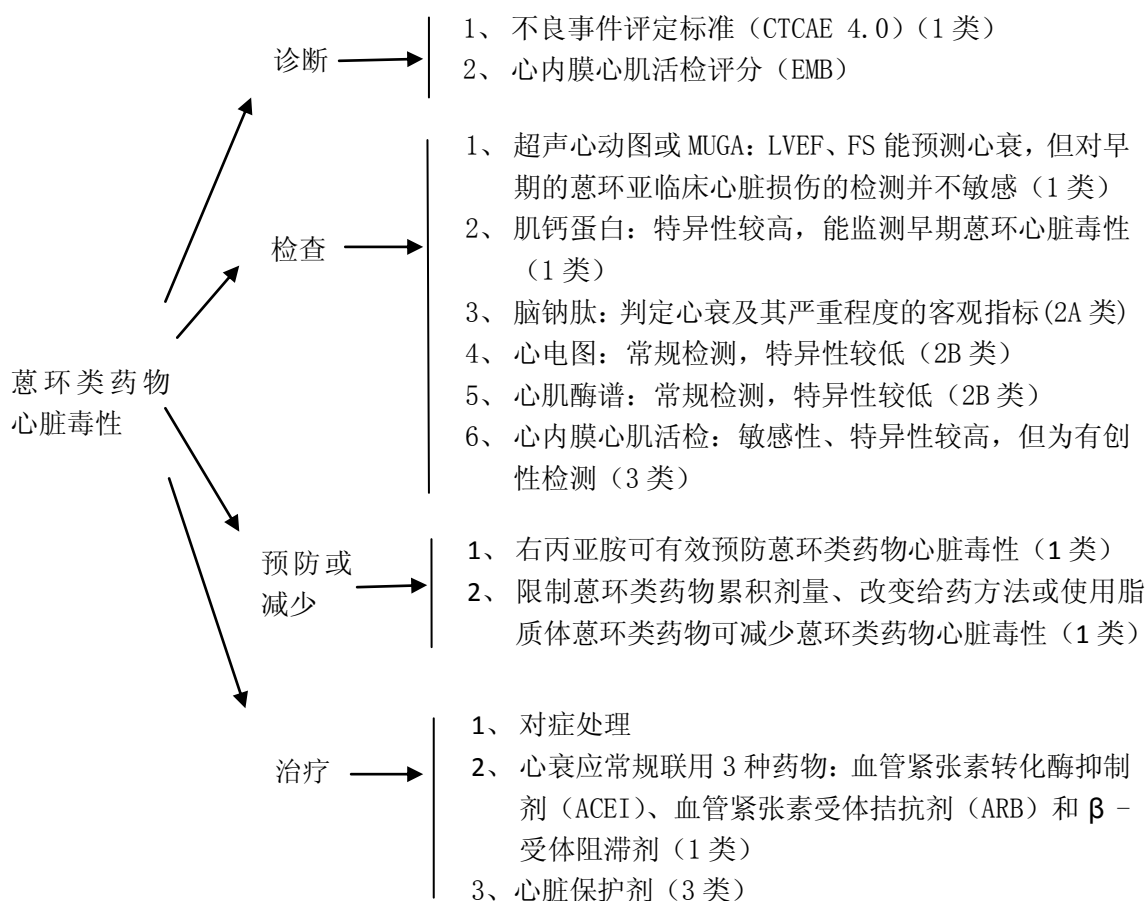 蒽环类药物
心脏毒性
诊断
1、 不良事件评定标准（CTCAE 4.0）（1 类）
2、 心内膜心肌活检评分（EMB）
检查
1、 超声心动图或 MUGA：LVEF、FS 能预测心衰，但对早
期的蒽环亚临床心脏损伤的检测并不敏感（1 类）
2、 肌钙蛋白：特异性较高，能监测早期蒽环心脏毒性
（1 类）
3、 脑钠肽：判定心衰及其严重程度的客观指标(2A 类)
4、 心电图：常规检测，特异性较低（2B 类）
5、 心肌酶谱：常规检测，特异性较低（2B 类）
6、 心内膜心肌活检：敏感性、特异性较高，但为有创
性检测（3 类）
预防或
减少
1、 右丙亚胺可有效预防蒽环类药物心脏毒性（1 类）
2、 限制蒽环类药物累积剂量、改变给药方法或使用脂
质体蒽环类药物可减少蒽环类药物心脏毒性（1 类）
治疗
1、 对症处理
2、 心衰应常规联用 3 种药物：血管紧张素转化酶抑制
剂（ACEI）、血管紧张素受体拮抗剂（ARB）和 β -
受体阻滞剂（1 类）
3、 心脏保护剂（3 类）